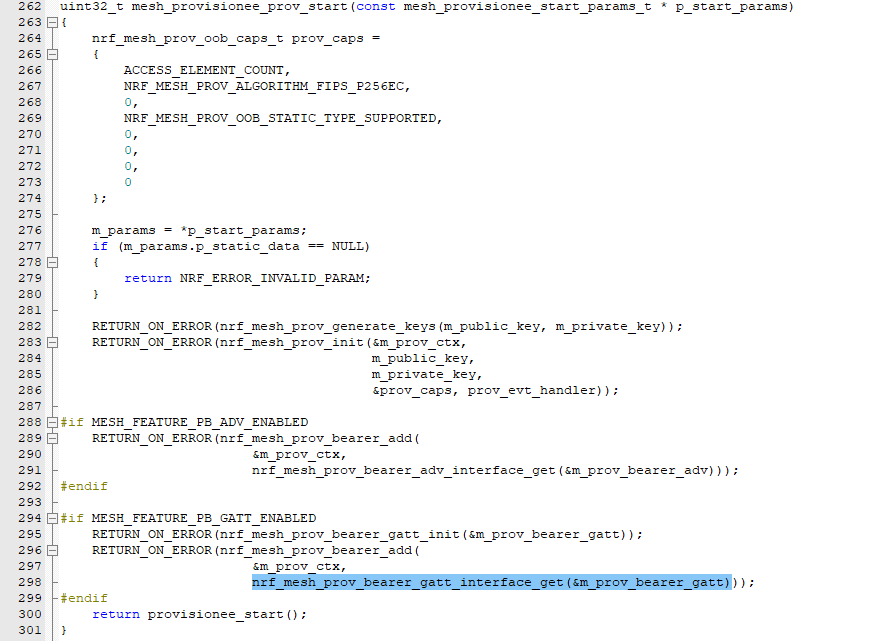 262 uint32_t mesh_provisionee_prov_start(const mesh_provisionee_start_params_t * p_start_params)
263 {
264     nrf_mesh_prov_oob_caps_t prov_caps =
265     {
266         ACCESS_ELEMENT_COUNT,
267         NRF_MESH_PROV_ALGORITHM_FIPS_P256EC,
268         0,
269         NRF_MESH_PROV_OOB_STATIC_TYPE_SUPPORTED,
270         0,
271         0,
272         0,
273         0
274     };
275
276     m_params = *p_start_params;
277     if (m_params.p_static_data == NULL)
278     {
279         return NRF_ERROR_INVALID_PARAM;
280     }
281
282     RETURN_ON_ERROR(nrf_mesh_prov_generate_keys(m_public_key, m_private_key));
283     RETURN_ON_ERROR(nrf_mesh_prov_init(&m_prov_ctx,
284                                        m_public_key,
285                                        m_private_key,
286                                        &prov_caps, prov_evt_handler));
287
288 #if MESH_FEATURE_PB_ADV_ENABLED
289     RETURN_ON_ERROR(nrf_mesh_prov_bearer_add(
290                         &m_prov_ctx,
291                         nrf_mesh_prov_bearer_adv_interface_get(&m_prov_bearer_adv)));
292 #endif
293
294 #if MESH_FEATURE_PB_GATT_ENABLED
295     RETURN_ON_ERROR(nrf_mesh_prov_bearer_gatt_init(&m_prov_bearer_gatt));
296     RETURN_ON_ERROR(nrf_mesh_prov_bearer_add(
297                         &m_prov_ctx,
298                         nrf_mesh_prov_bearer_gatt_interface_get(&m_prov_bearer_gatt)));
299 #endif
300     return provisionee_start();
301 }